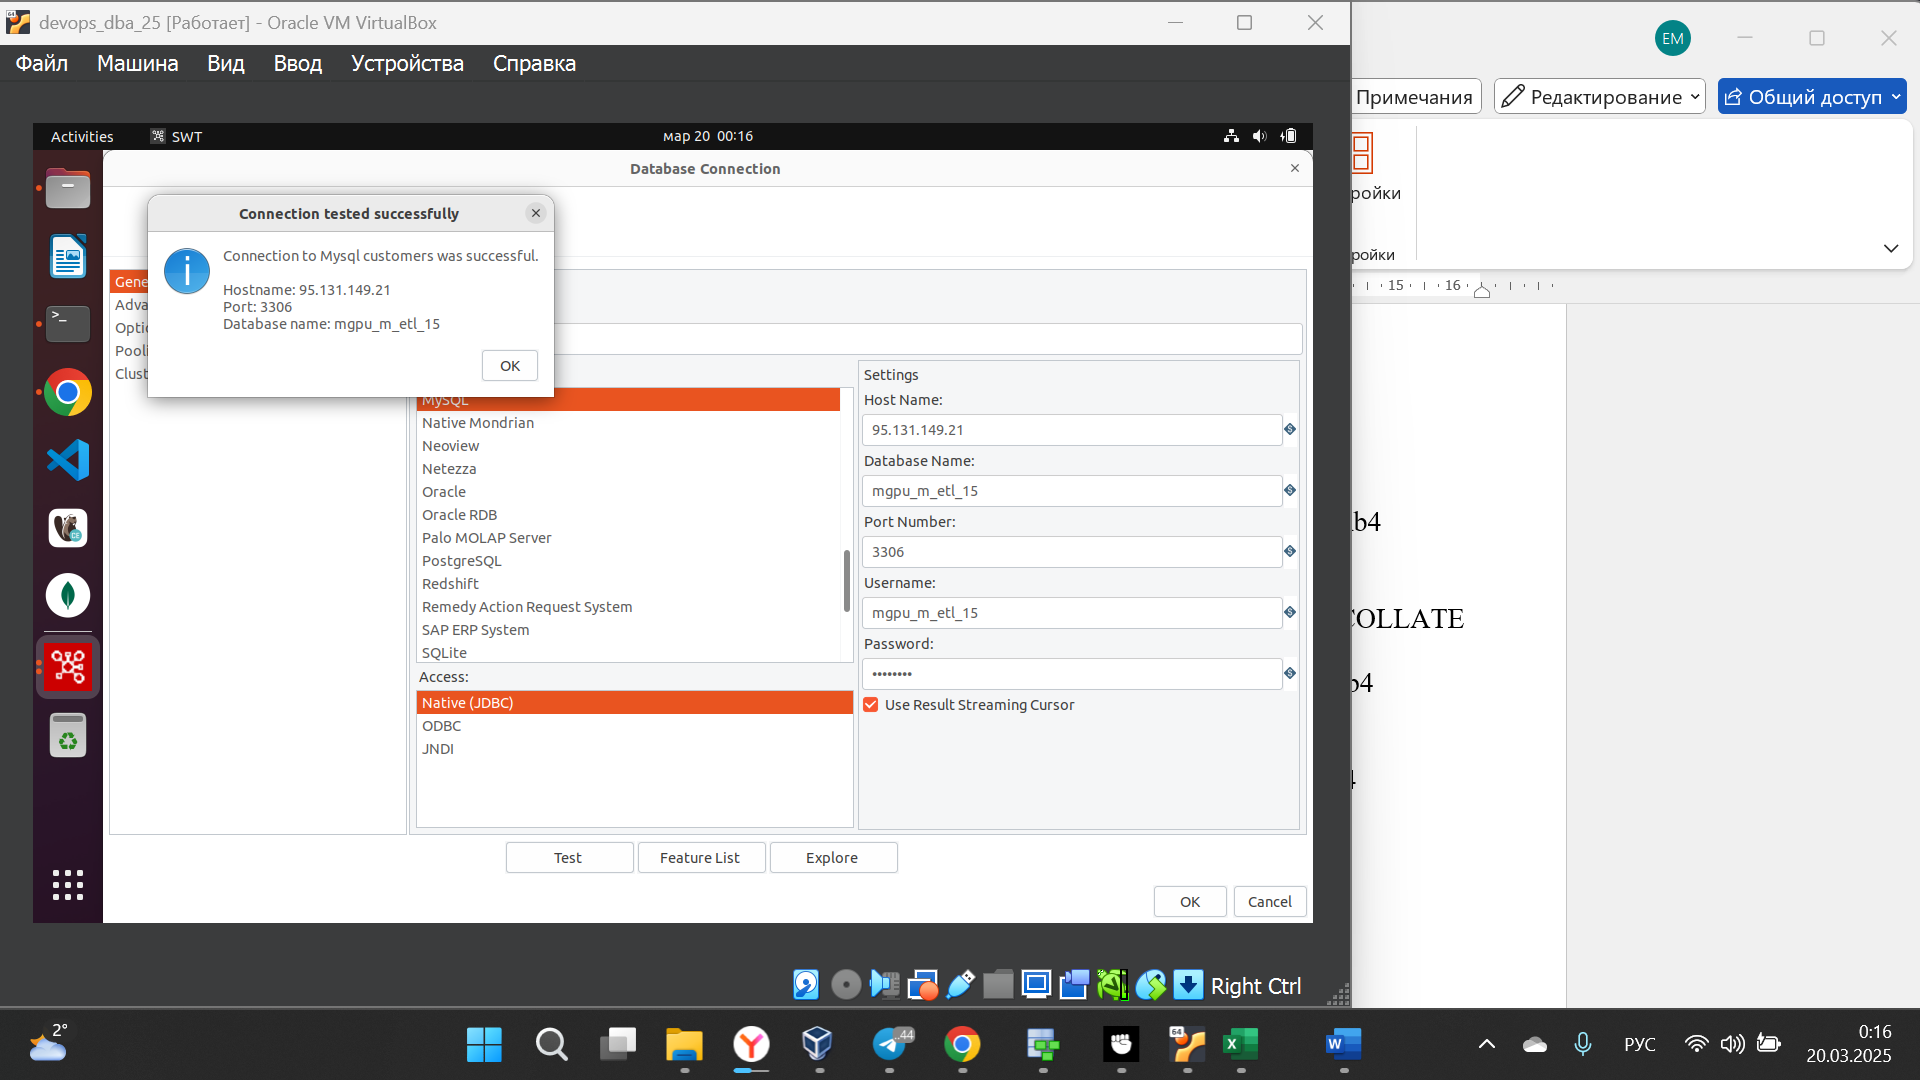 devops_dba_25 [Работает] - Oracle VM VirtualBox
Файл Машина Вид Ввод Устройства Справка
EM
Примечания
Редактирование
Общий доступ
ройки
ройки
15 16
b4
COLLATE
b4
Activities SWT мар 20 00:16
Database Connection
Connection tested successfully
Connection to Mysql customers was successful.
Hostname: 95.131.149.21
Port: 3306
Database name: mgpu_m_etl_15
OK
Gene
Adva
Optio
Pooli
Clust
MySQL
Native Mondrian
Neoview
Netezza
Oracle
Oracle RDB
Palo MOLAP Server
PostgreSQL
Redshift
Remedy Action Request System
SAP ERP System
SQLite
Access:
Native (JDBC)
ODBC
JNDI
Settings
Host Name:
95.131.149.21
Database Name:
mgpu_m_etl_15
Port Number:
3306
Username:
mgpu_m_etl_15
Password:
••••••••
Use Result Streaming Cursor
Test Feature List Explore
OK Cancel
Right Ctrl
2°
44
64
РУС
0:16
20.03.2025